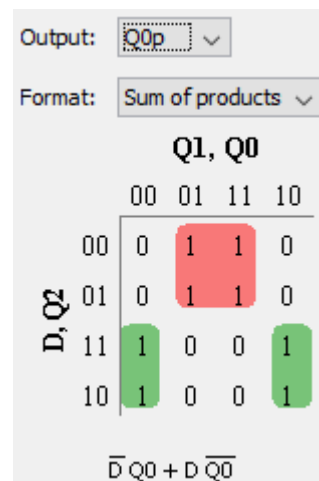 Output: Q0p
Format: Sum of products
Q1, Q0
00 01 11 10
D, Q2
00 0 1 1 0
01 0 1 1 0
11 1 0 0 1
10 1 0 0 1
D̅ Q0 + D Q̅0̅